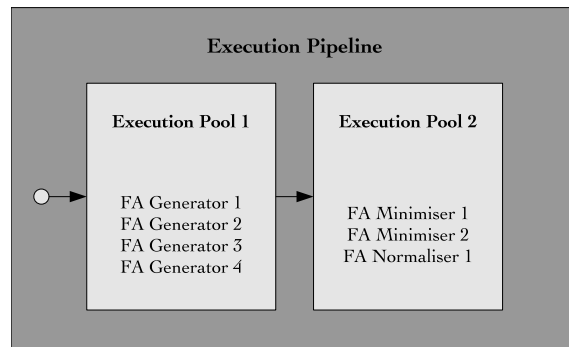 Execution Pipeline
Execution Pool 1
FA Generator 1
FA Generator 2
FA Generator 3
FA Generator 4
Execution Pool 2
FA Minimiser 1
FA Minimiser 2
FA Normaliser 1